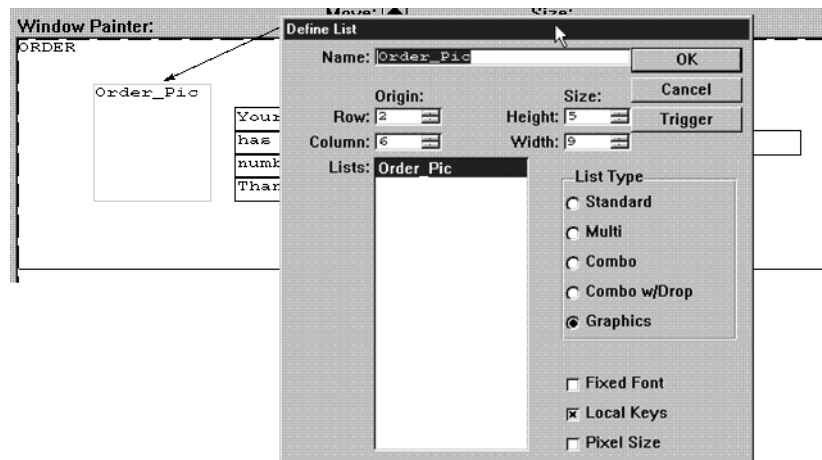 Move: Size:
Window Painter:
ORDER
Order_Pic
Your
has
numb
Than
Define List
Name: Order_Pic
OK
Cancel
Trigger
Origin: Size:
Row: 2 Height: 5
Column: 6 Width: 9
Lists: Order_Pic
List Type
Standard
Multi
Combo
Combo w/Drop
Graphics
Fixed Font
Local Keys
Pixel Size